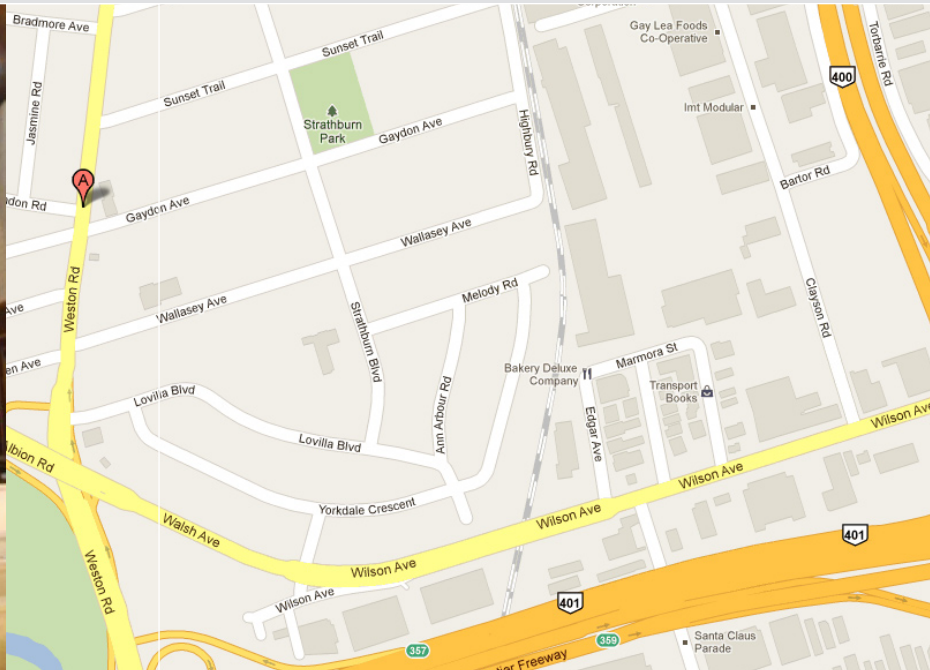 Bradmore Ave
Sunset Trail
Gay Lea Foods
Co-Operative
Torbarrie Rd
400
Jasmine Rd
Sunset Trail
Imt Modular
Strathburn
Park
Gaydon Ave
Highbury Rd
Bartor Rd
A
Gaydon Ave
Wallasey Ave
Weston Rd
Melody Rd
Clayson Rd
Ave
Wallasey Ave
Strathburn Blvd
Marmora St
Bakery Deluxe
Company
Transport
Books
Ann Arbour Rd
Edgar Ave
Lovilla Blvd
Lovilla Blvd
Wilson Ave
Albion Rd
Wilson Ave
Yorkdale Crescent
Wilson Ave
Walsh Ave
401
Wilson Ave
Weston Rd
Wilson Ave
401
357
359
Santa Claus
Parade
Freeway